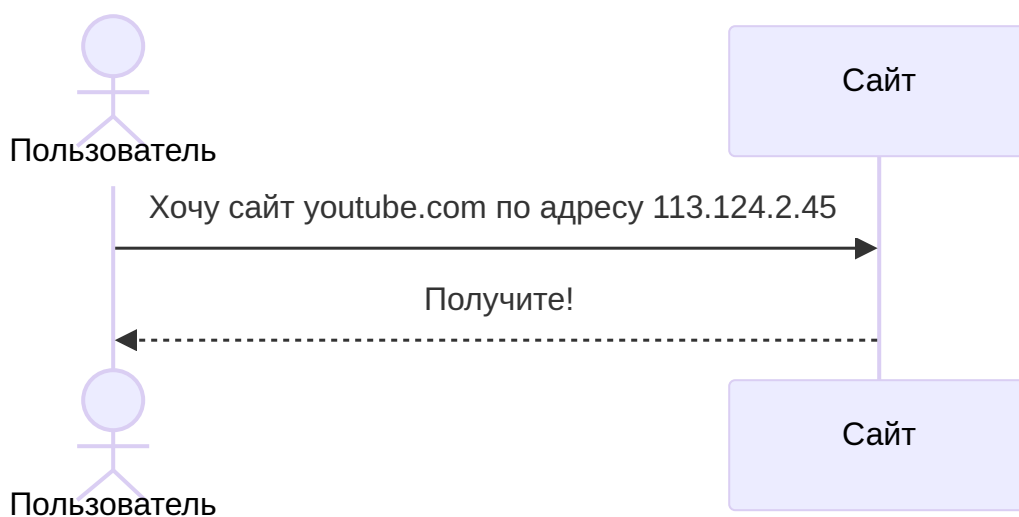 Сайт
Пользователь
Хочу сайт youtube.com по адресу 113.124.2.45
Получите!
Сайт
Пользователь